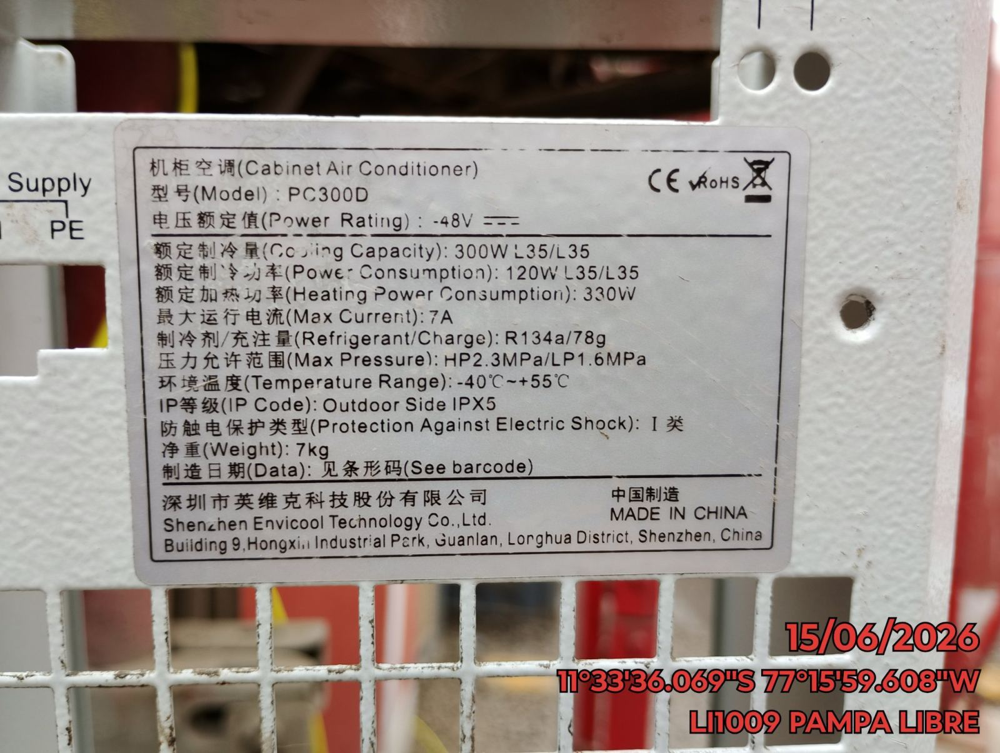 Supply
PE
机柜空调(Cabinet Air Conditioner)
CE RoHS
型号(Model) : PC300D
电压额定值(Power Rating) : -48V
额定制冷量(Cooling Capacity): 300W L35/L35
额定制冷功率(Power Consumption): 120W L35/L35
额定加热功率(Heating Power Consumption): 330W
最大运行电流(Max Current): 7A
制冷剂/充注量(Refrigerant/Charge): R134a/78g
压力允许范围(Max Pressure): HP2.3MPa/LP1.6MPa
环境温度(Temperature Range): -40℃~+55℃
IP等级(IP Code): Outdoor Side IPX5
防触电保护类型(Protection Against Electric Shock): I 类
净重(Weight): 7kg
制造日期(Data): 见条形码(See barcode)
深圳市英维克科技股份有限公司
Shenzhen Envicool Technology Co.,Ltd.
Building 9,Hongxin Industrial Park, Guanlan, Longhua District, Shenzhen, China
中国制造
MADE IN CHINA
15/06/2026
11°33'36.069"S 77°15'59.608"W
LI1009 PAMPA LIBRE